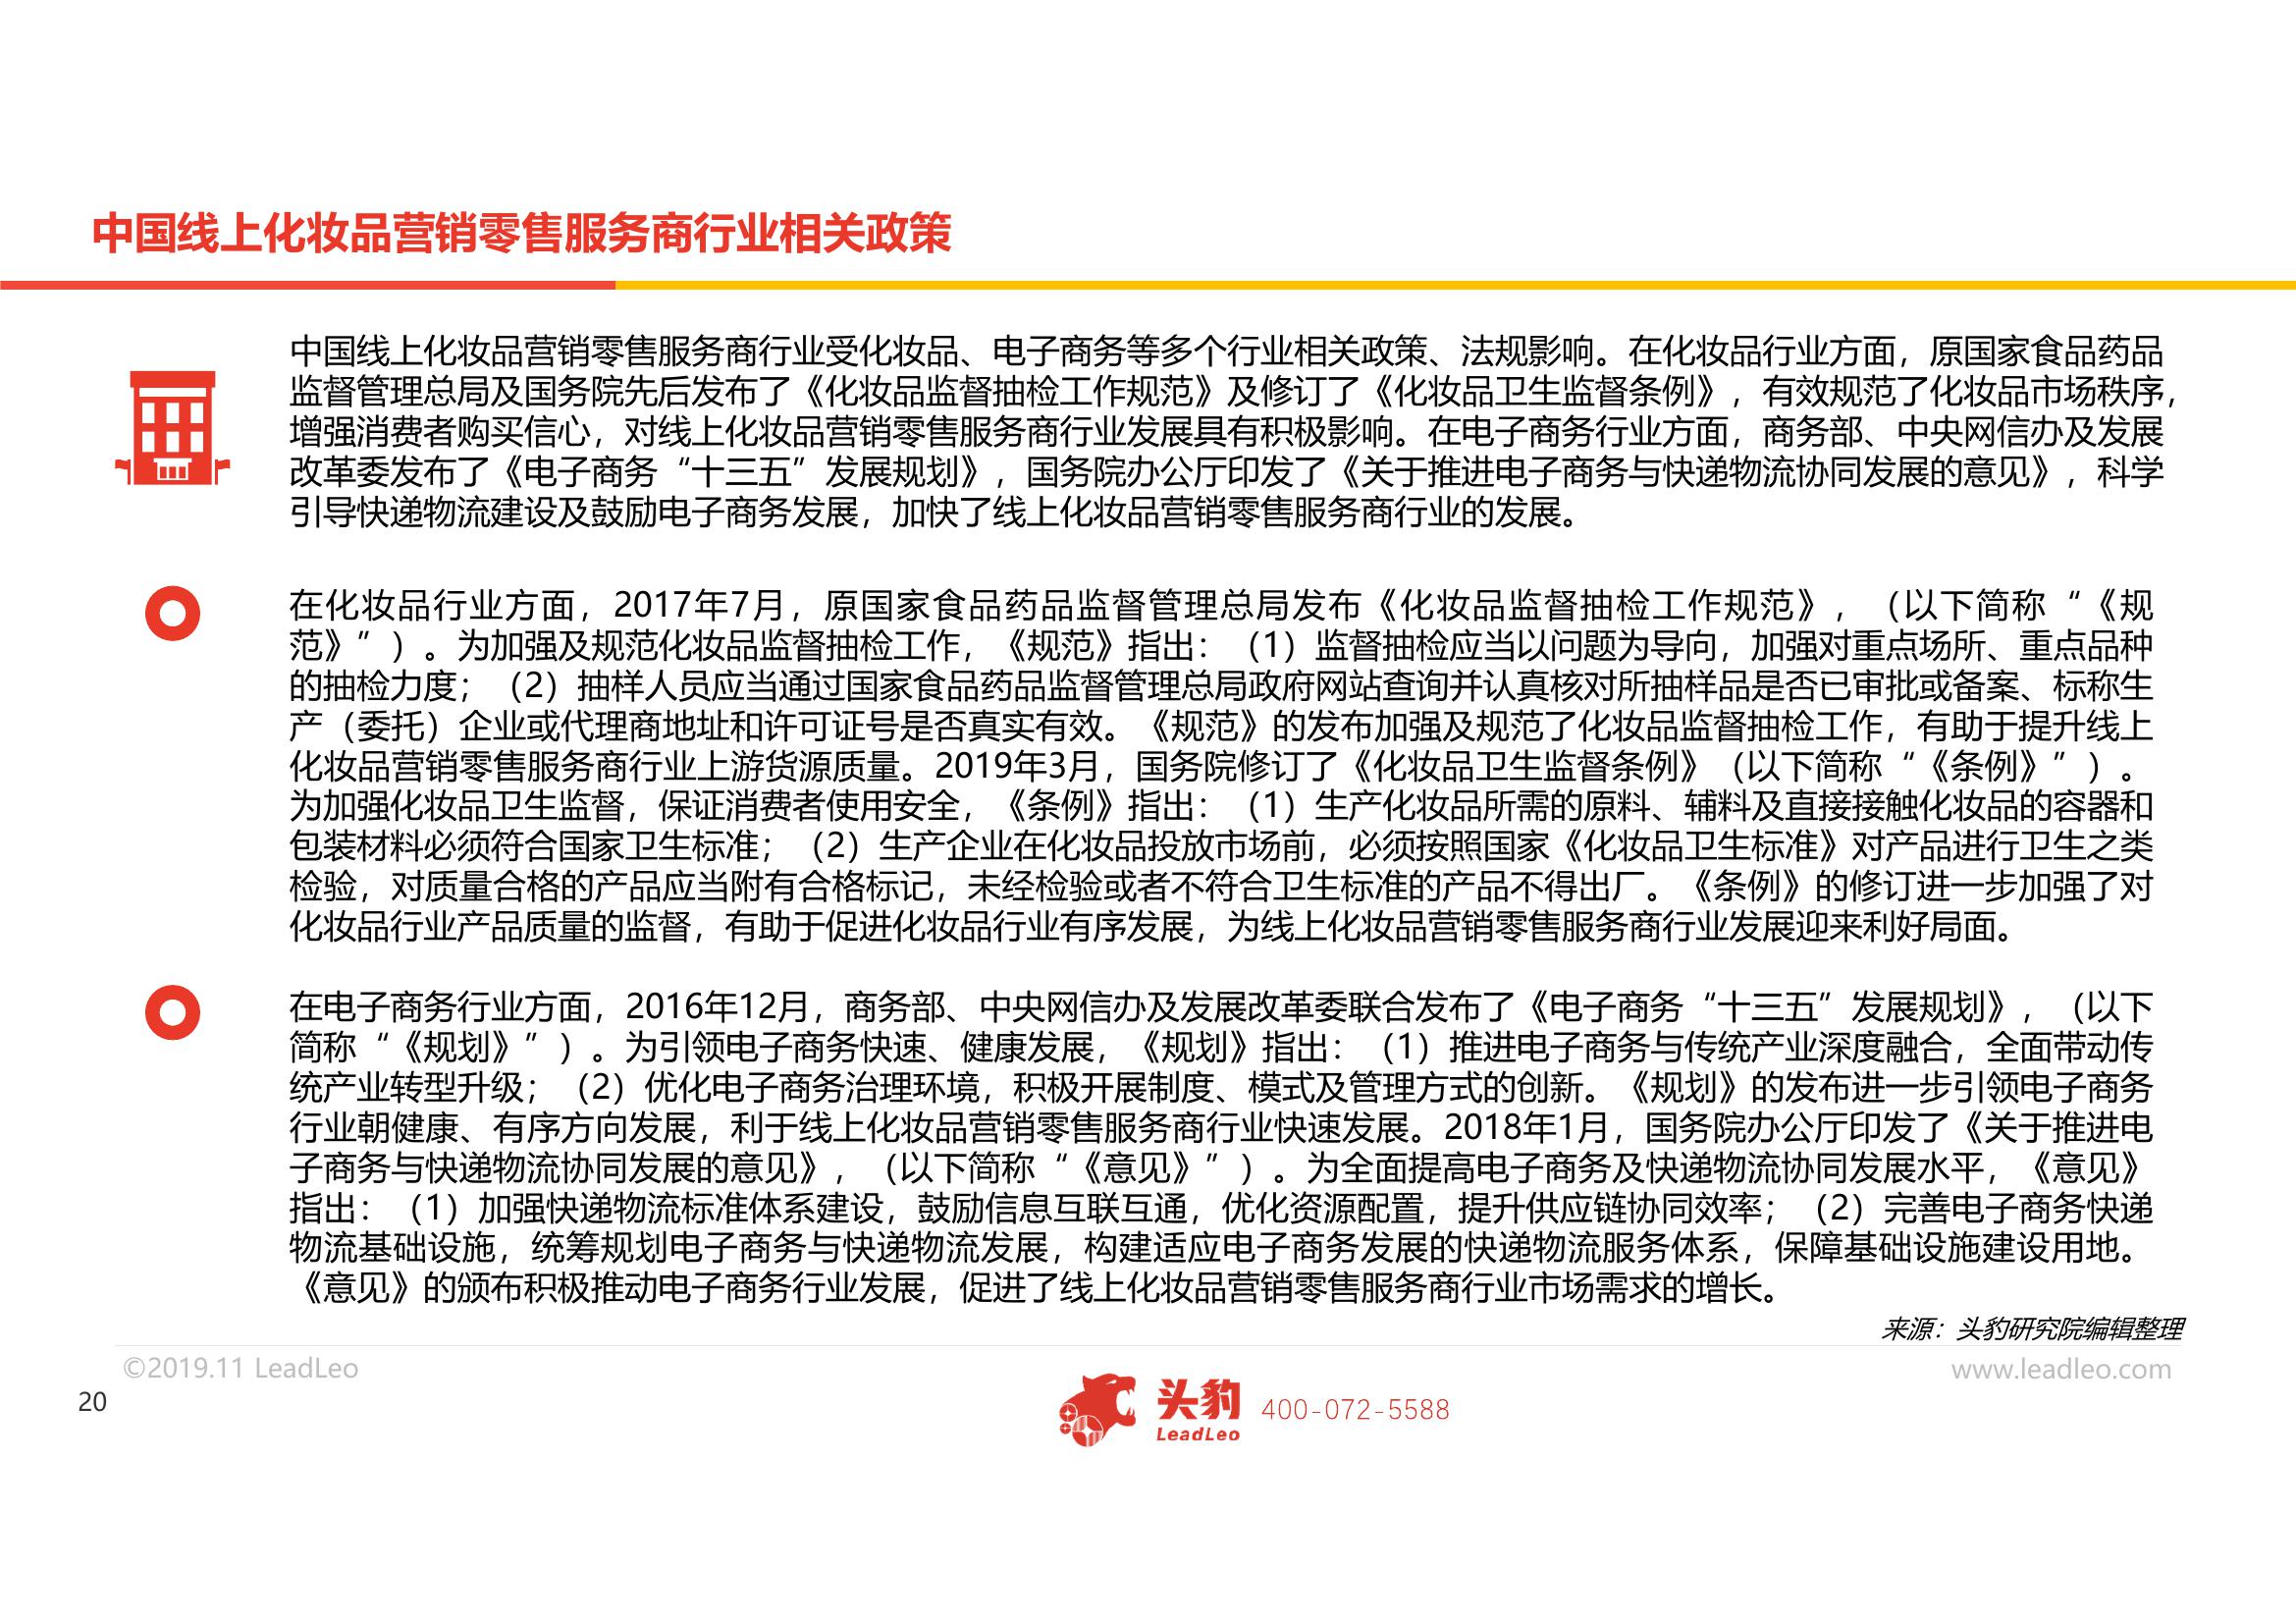 中国线上化妆品营销零售服务商行业相关政策
中国线上化妆品营销零售服务商行业受化妆品、电子商务等多个行业相关政策、法规影响。在化妆品行业方面，原国家食品药品
监督管理总局及国务院先后发布了《化妆品监督抽检工作规范》及修订了《化妆品卫生监督条例》，有效规范了化妆品市场秩序，
增强消费者购买信心，对线上化妆品营销零售服务商行业发展具有积极影响。在电子商务行业方面，商务部、中央网信办及发展
改革委发布了《电子商务“十三五”发展规划》，国务院办公厅印发了《关于推进电子商务与快递物流协同发展的意见》，科学
引导快递物流建设及鼓励电子商务发展，加快了线上化妆品营销零售服务商行业的发展。
在化妆品行业方面，2017年7月，原国家食品药品监督管理总局发布《化妆品监督抽检工作规范》，（以下简称“《规
范》”）。为加强及规范化妆品监督抽检工作，《规范》指出：（1）监督抽检应当以问题为导向，加强对重点场所、重点品种
的抽检力度；（2）抽样人员应当通过国家食品药品监督管理总局政府网站查询并认真核对所抽样品是否已审批或备案、标称生
产（委托）企业或代理商地址和许可证号是否真实有效。《规范》的发布加强及规范了化妆品监督抽检工作，有助于提升线上
化妆品营销零售服务商行业上游货源质量。2019年3月，国务院修订了《化妆品卫生监督条例》（以下简称“《条例》”）。
为加强化妆品卫生监督，保证消费者使用安全，《条例》指出：（1）生产化妆品所需的原料、辅料及直接接触化妆品的容器和
包装材料必须符合国家卫生标准；（2）生产企业在化妆品投放市场前，必须按照国家《化妆品卫生标准》对产品进行卫生之类
检验，对质量合格的产品应当附有合格标记，未经检验或者不符合卫生标准的产品不得出厂。《条例》的修订进一步加强了对
化妆品行业产品质量的监督，有助于促进化妆品行业有序发展，为线上化妆品营销零售服务商行业发展迎来利好局面。
在电子商务行业方面，2016年12月，商务部、中央网信办及发展改革委联合发布了《电子商务“十三五”发展规划》，（以下
简称“《规划》”）。为引领电子商务快速、健康发展，《规划》指出：（1）推进电子商务与传统产业深度融合，全面带动传
统产业转型升级；（2）优化电子商务治理环境，积极开展制度、模式及管理方式的创新。《规划》的发布进一步引领电子商务
行业朝健康、有序方向发展，利于线上化妆品营销零售服务商行业快速发展。2018年1月，国务院办公厅印发了《关于推进电
子商务与快递物流协同发展的意见》，（以下简称“《意见》”）。为全面提高电子商务及快递物流协同发展水平，《意见》
指出：（1）加强快递物流标准体系建设，鼓励信息互联互通，优化资源配置，提升供应链协同效率；（2）完善电子商务快递
物流基础设施，统筹规划电子商务与快递物流发展，构建适应电子商务发展的快递物流服务体系，保障基础设施建设用地。
《意见》的颁布积极推动电子商务行业发展，促进了线上化妆品营销零售服务商行业市场需求的增长。
来源：头豹研究院编辑整理
©2019.11 LeadLeo
www.leadleo.com
20
头豹
LeadLeo
400-072-5588